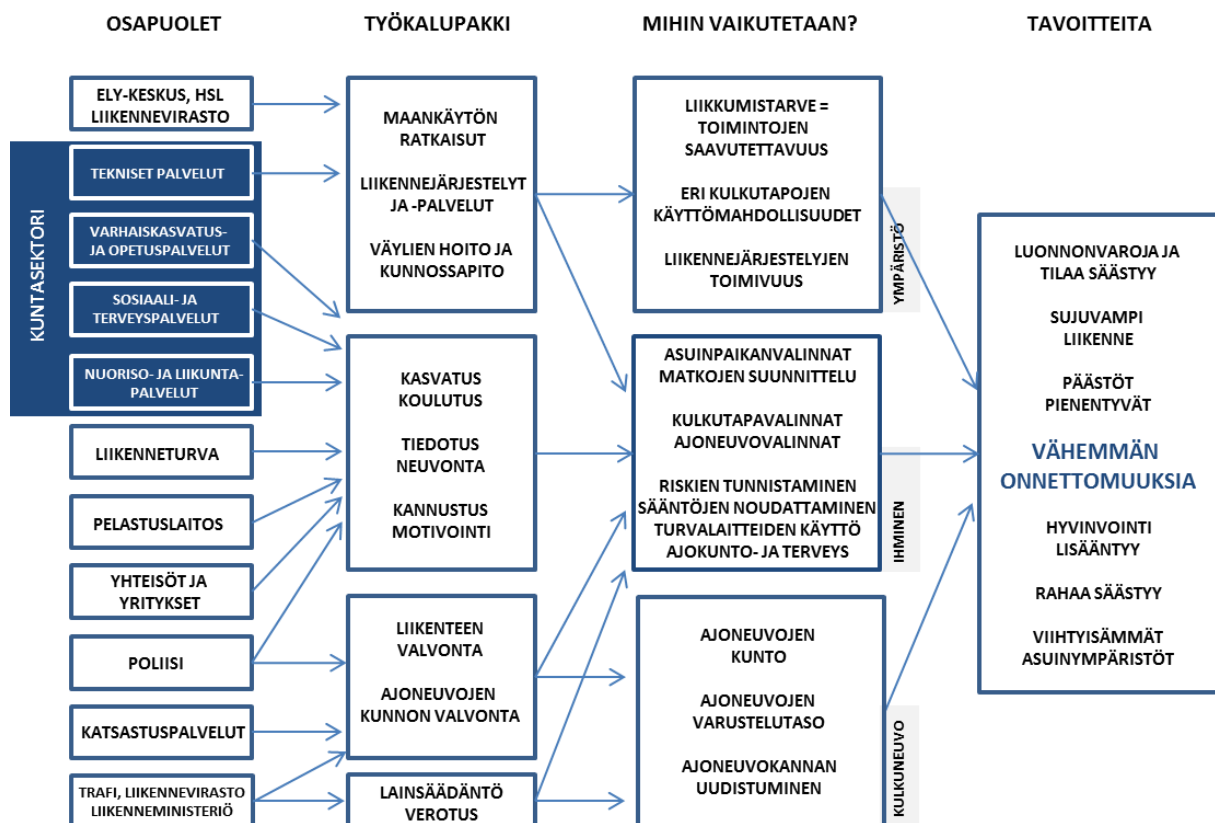 OSAPUOLET
TYÖKALUPAKKI
MIHIN VAIKUTETAAN?
TAVOITTEITA
ELY-KESKUS, HSL
LIIKENNEVIRASTO
KUNTASEKTORI
TEKNISET PALVELUT
VARHAISKASVATUS-
JA OPETUSPALVELUT
SOSIAALI- JA
TERVEYSPALVELUT
NUORISO- JA LIIKUNTA-
PALVELUT
LIIKENNETURVA
PELASTUSLAITOS
YHTEISÖT JA
YRITYKSET
POLIISI
KATSASTUSPALVELUT
TRAFI, LIIKENNEVIRASTO
LIIKENNEMINISTERIÖ
MAANKÄYTÖN
RATKAISUT
LIIKENNEJÄRJESTELYT
JA -PALVELUT
VÄYLIEN HOITO JA
KUNNOSSAPITO
KASVATUS
KOULUTUS
TIEDOTUS
NEUVONTA
KANNUSTUS
MOTIVOINTI
LIIKENTEEN
VALVONTA
AJONEUVOJEN
KUNNON VALVONTA
LAINSÄÄDÄNTÖ
VEROTUS
LIIKKUMISTARVE =
TOIMINTOJEN
SAAVUTETTAVUUS
ERI KULKUTAPOJEN
KÄYTTÖMAHDOLLISUUDET
LIIKENNEJÄRJESTELYJEN
TOIMIVUUS
YMPÄRISTÖ
ASUINPAIKANVALINNAT
MATKOJEN SUUNNITTELU
KULKUTAPAVALINNAT
AJONEUVOVALINNAT
RISKIEN TUNNISTAMINEN
SÄÄNTÖJEN NOUDATTAMINEN
TURVALAITTEIDEN KÄYTTÖ
AJOKUNTO- JA TERVEYS
IHMINEN
AJONEUVOJEN
KUNTO
AJONEUVOJEN
VARUSTELUTASO
AJONEUVOKANNAN
UUDISTUMINEN
KULKUNEUVO
LUONNONVAROJA JA
TILAA SÄÄSTYY
SUJUVAMPI
LIIKENNE
PÄÄSTÖT
PIENENTYVÄT
VÄHEMMÄN
ONNETTOMUUKSIA
HYVINVOINTI
LISÄÄNTYY
RAHAA SÄÄSTYY
VIIHTYISÄMMÄT
ASUINYMPÄRISTÖT